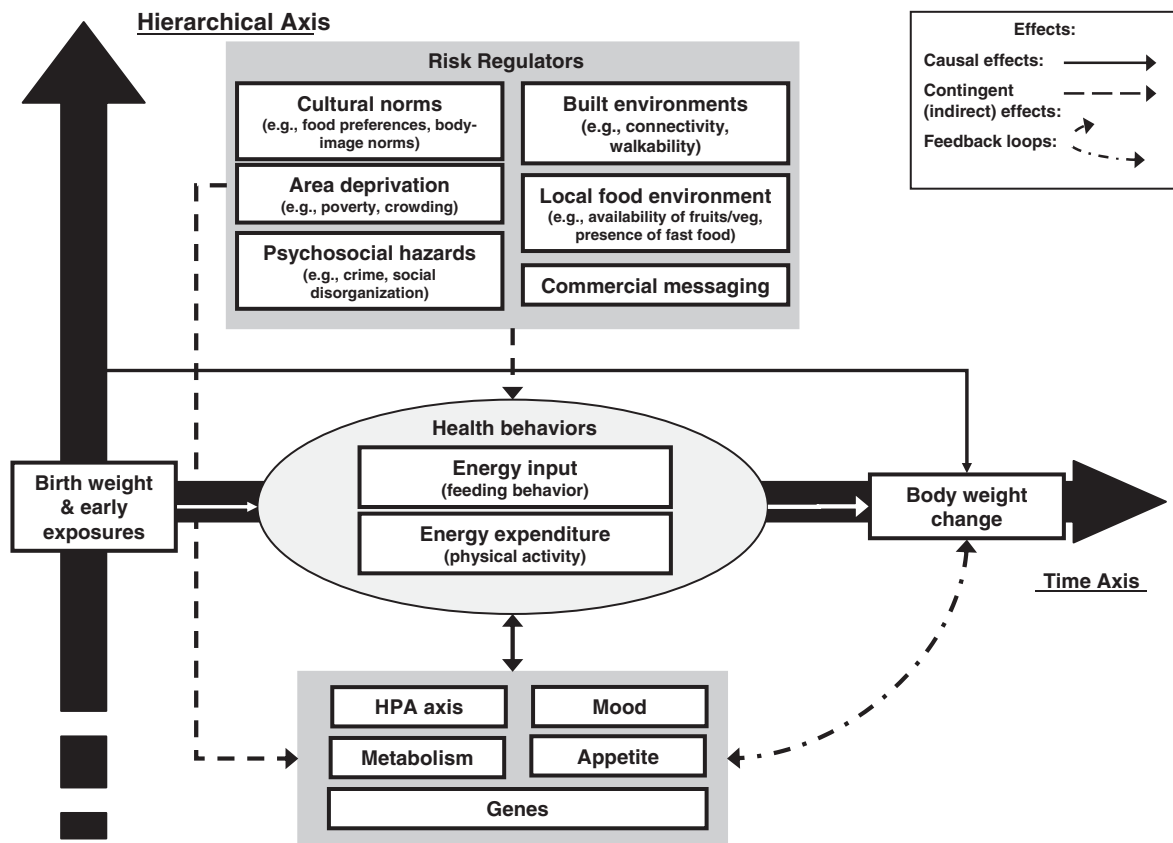 Hierarchical Axis
Risk Regulators
Cultural norms
(e.g., food preferences, body-
image norms)
Area deprivation
(e.g., poverty, crowding)
Psychosocial hazards
(e.g., crime, social
disorganization)
Built environments
(e.g., connectivity,
walkability)
Local food environment
(e.g., availability of fruits/veg,
presence of fast food)
Commercial messaging
Effects:
Causal effects:
Contingent
(indirect) effects:
Feedback loops:
Birth weight
& early
exposures
Health behaviors
Energy input
(feeding behavior)
Energy expenditure
(physical activity)
Body weight
change
Time Axis
HPA axis
Mood
Metabolism
Appetite
Genes